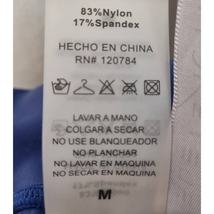 83%Nylon
17%Spandex
HECHO EN CHINA
RN# 120784
LAVAR A MANO
COLGAR A SECAR
NO USE BLANQUEADOR
NO PLANCHAR
NO LAVAR EN MAQUINA
NO SECAR EN MAQUINA
M